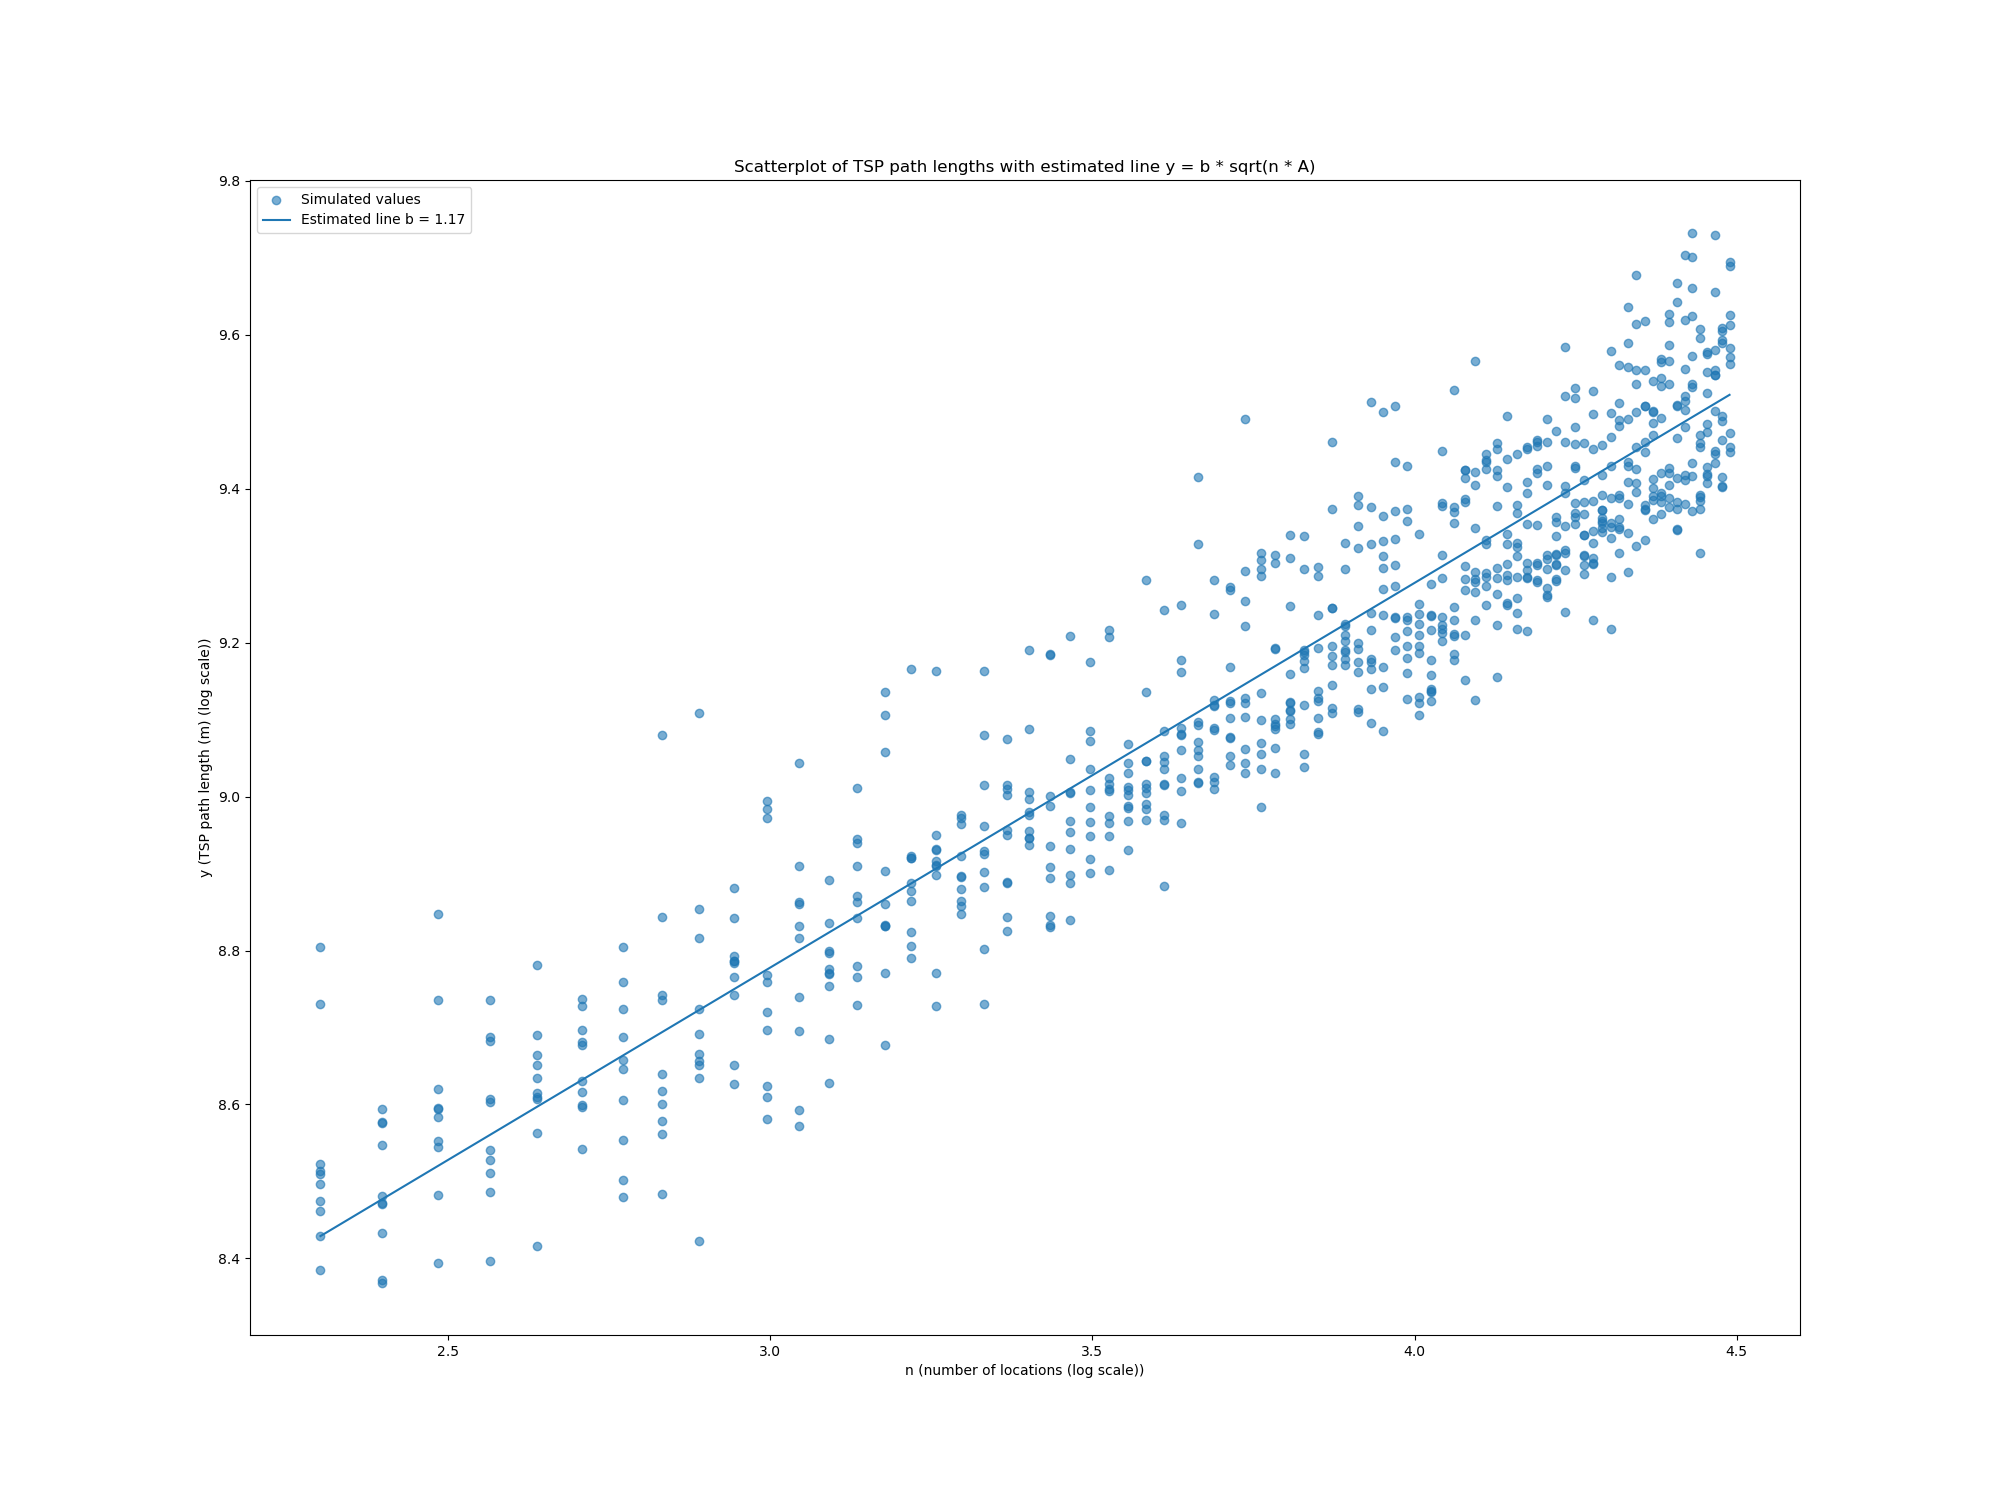 Scatterplot of TSP path lengths with estimated line y = b * sqrt(n * A)
Simulated values
Estimated line b = 1.17
9.8
9.6
9.4
9.2
9.0
8.8
8.6
8.4
y (TSP path length (m) (log scale))
2.5 3.0 3.5 4.0 4.5
n (number of locations (log scale))